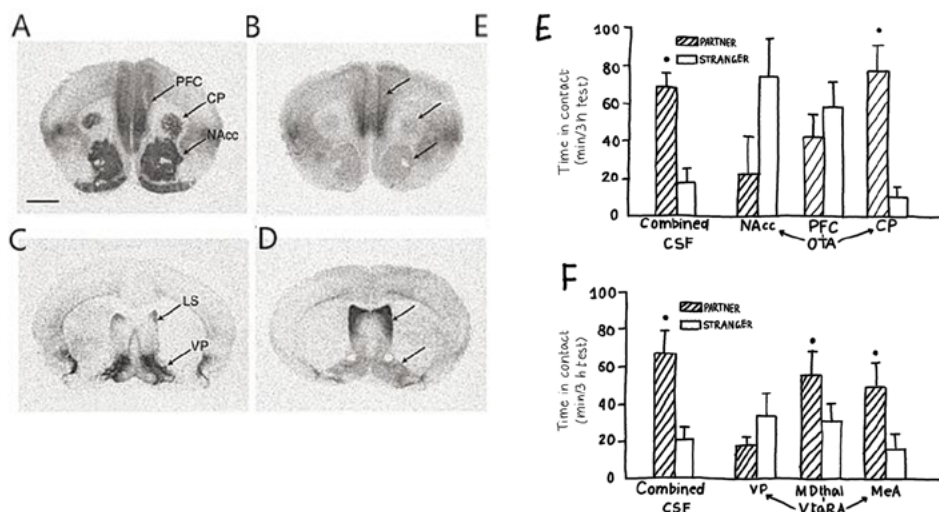 A
B
E
PFC
CP
NAcc
C
D
LS
VP
E
PARTNER
STRANGER
Time in contact
(min/3h test)
80
60
40
20
0
Combined
CSF
NAcc
PFC
CP
OTA
F
PARTNER
STRANGER
Time in contact
(min/3 h test)
100
80
60
40
20
0
Combined
CSF
VP
MDthal
MeA
V1aRA